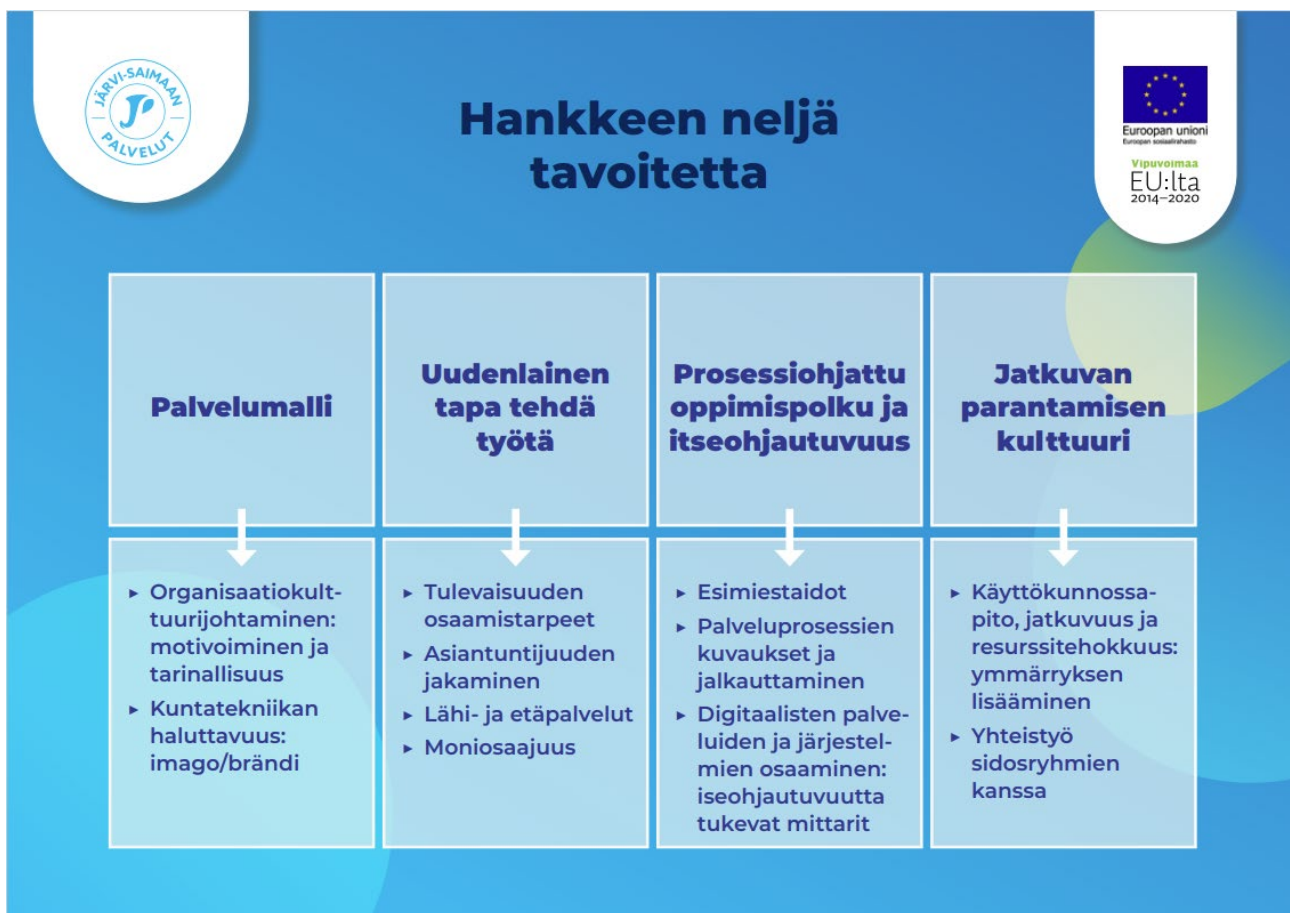 JÄRVI-SAIMAAN
PALVELUT
Hankkeen neljä
tavoitetta
Euroopan unioni
Euroopan sosiaalirahasto
Vipuvoimaa
EU:lta
2014–2020
Palvelumalli
Uudenlainen
tapa tehdä
työtä
Prosessiohjattu
oppimispolku ja
itseohjautuvuus
Jatkuvan
parantamisen
kulttuuri
▸ Organisaatiokult-
tuurijohtaminen:
motivoiminen ja
tarinallisuus
▸ Kuntatekniikan
haluttavuus:
imago/brändi
▸ Tulevaisuuden
osaamistarpeet
▸ Asiantuntijuuden
jakaminen
▸ Lähi- ja etäpalvelut
▸ Moniosaajuus
▸ Esimiestaidot
▸ Palveluprosessien
kuvaukset ja
jalkauttaminen
▸ Digitaalisten palve-
luiden ja järjestel-
mien osaaminen:
iseohjautuvuutta
tukevat mittarit
▸ Käyttökunnossa-
pito, jatkuvuus ja
resurssitehokkuus:
ymmärryksen
lisääminen
▸ Yhteistyö
sidosryhmien
kanssa